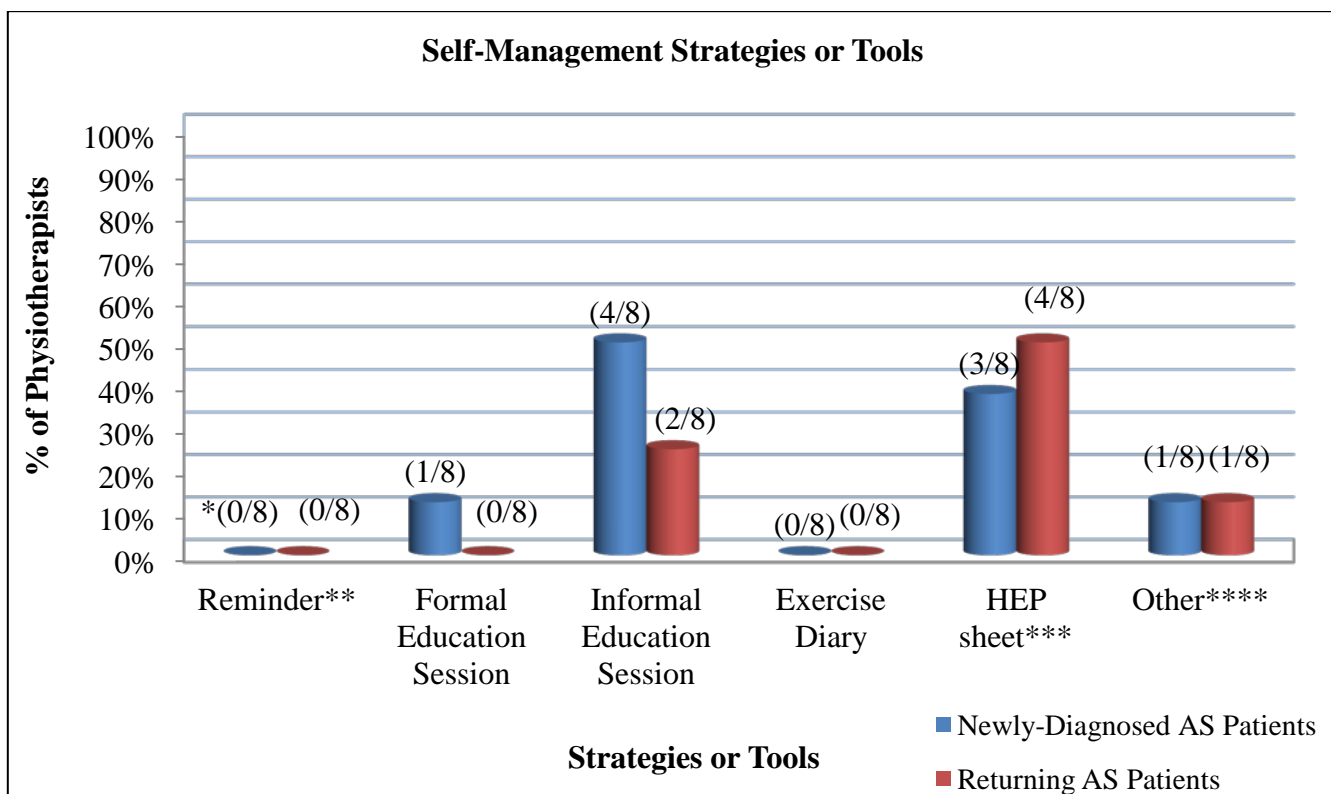 Self-Management Strategies or Tools
% of Physiotherapists
100%
90%
80%
70%
60%
50%
40%
30%
20%
10%
0%
*(0/8) (0/8)
(1/8) (0/8)
(4/8) (2/8)
(0/8) (0/8)
(3/8) (4/8)
(1/8) (1/8)
Reminder**
Formal
Education
Session
Informal
Education
Session
Exercise
Diary
HEP
sheet***
Other****
Strategies or Tools
Newly-Diagnosed AS Patients
Returning AS Patients